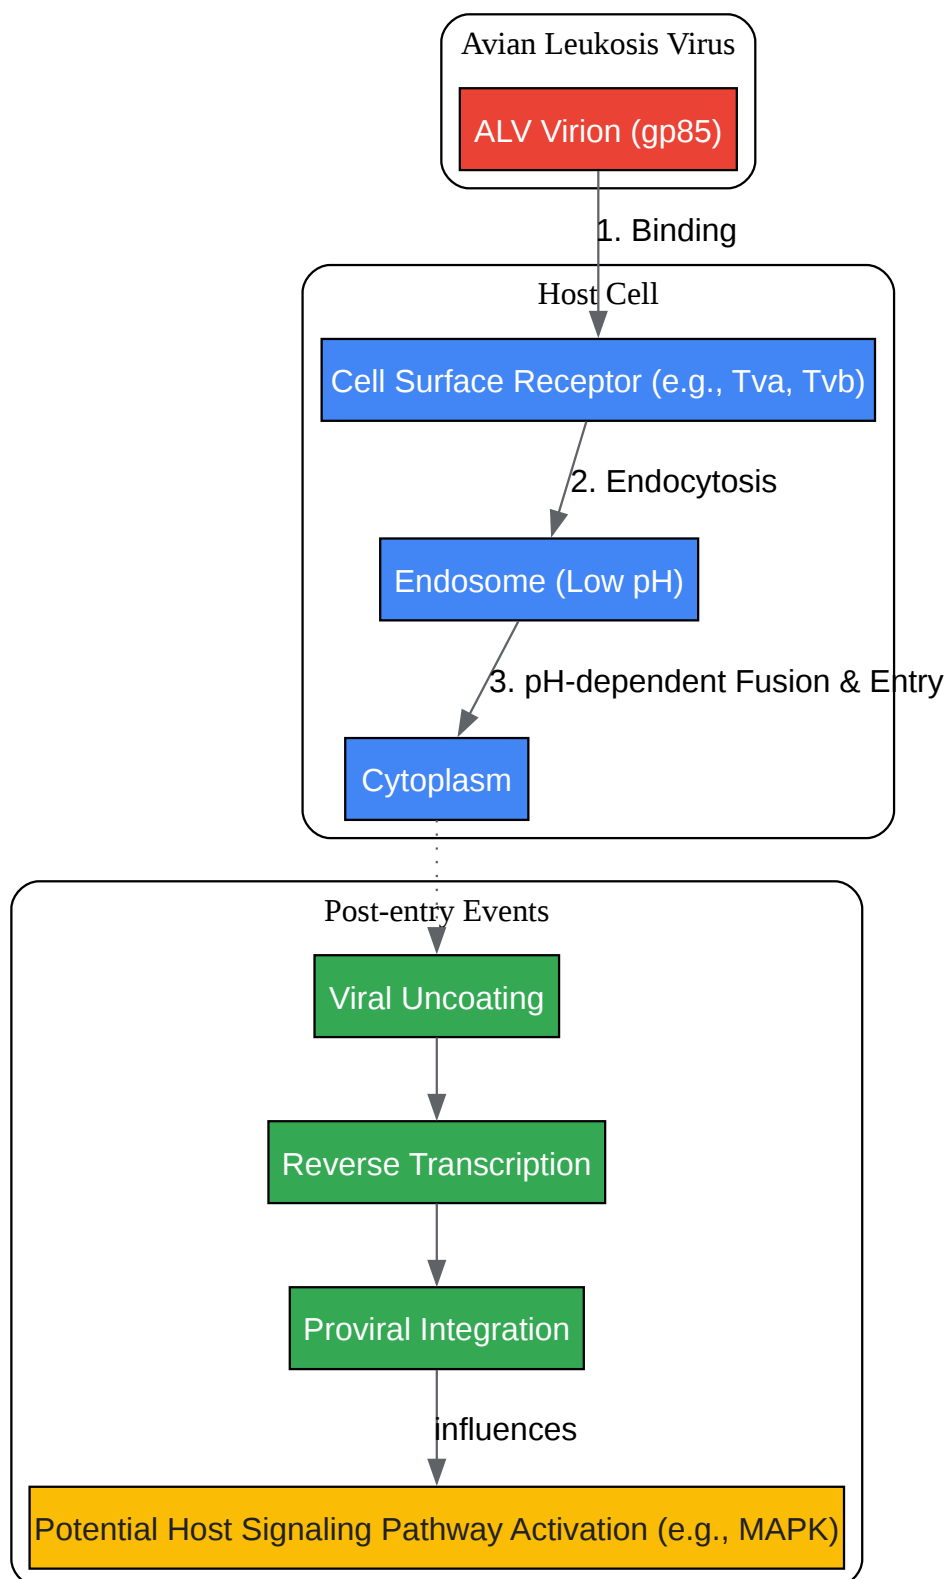 Avian Leukosis Virus
ALV Virion (gp85)
1. Binding
Host Cell
Cell Surface Receptor (e.g., Tva, Tvb)
2. Endocytosis
Endosome (Low pH)
3. pH-dependent Fusion & Entry
Cytoplasm
Post-entry Events
Viral Uncoating
Reverse Transcription
Proviral Integration
influences
Potential Host Signaling Pathway Activation (e.g., MAPK)